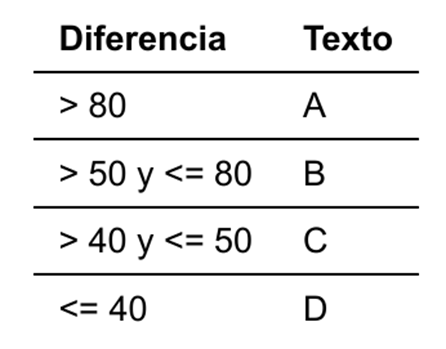 Diferencia Texto
> 80 A
> 50 y <= 80 B
> 40 y <= 50 C
<= 40 D